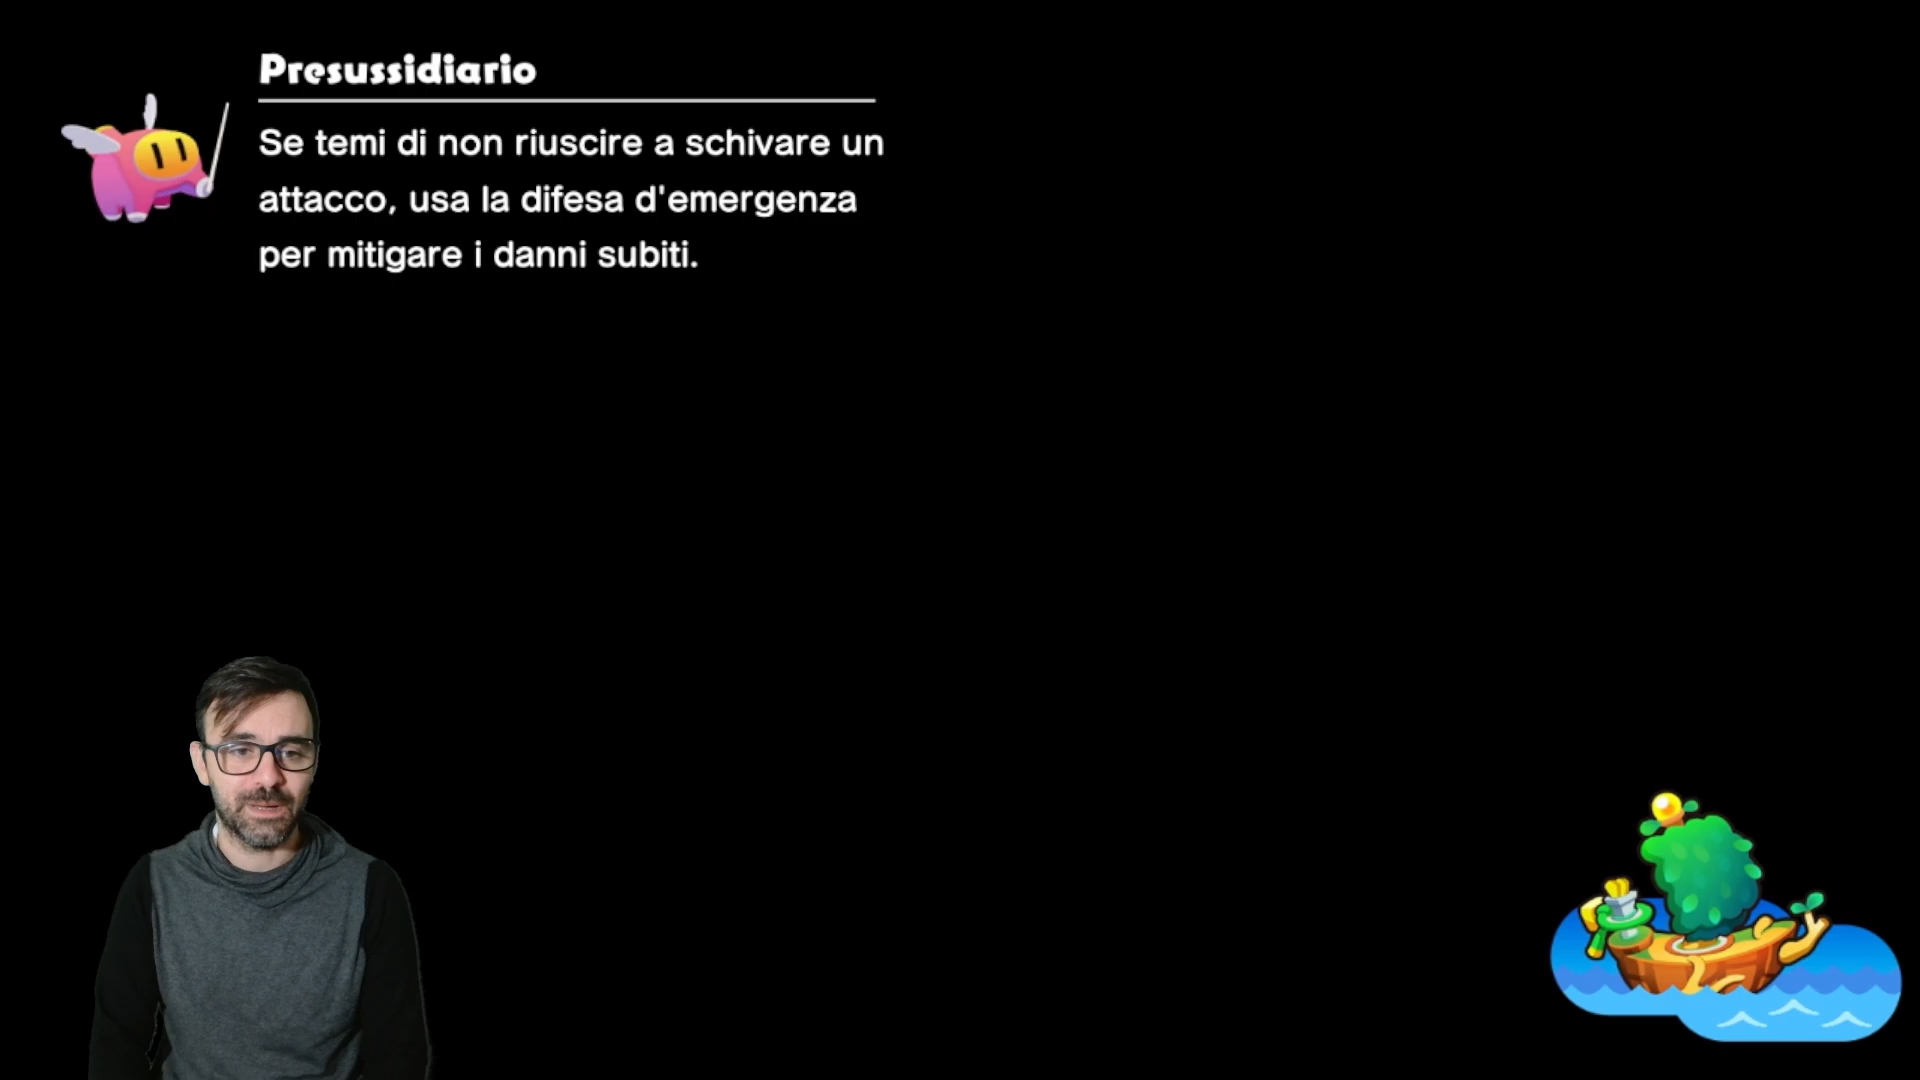 Presussidiario
Se temi di non riuscire a schivare un
attacco, usa la difesa d'emergenza
per mitigare i danni subiti.